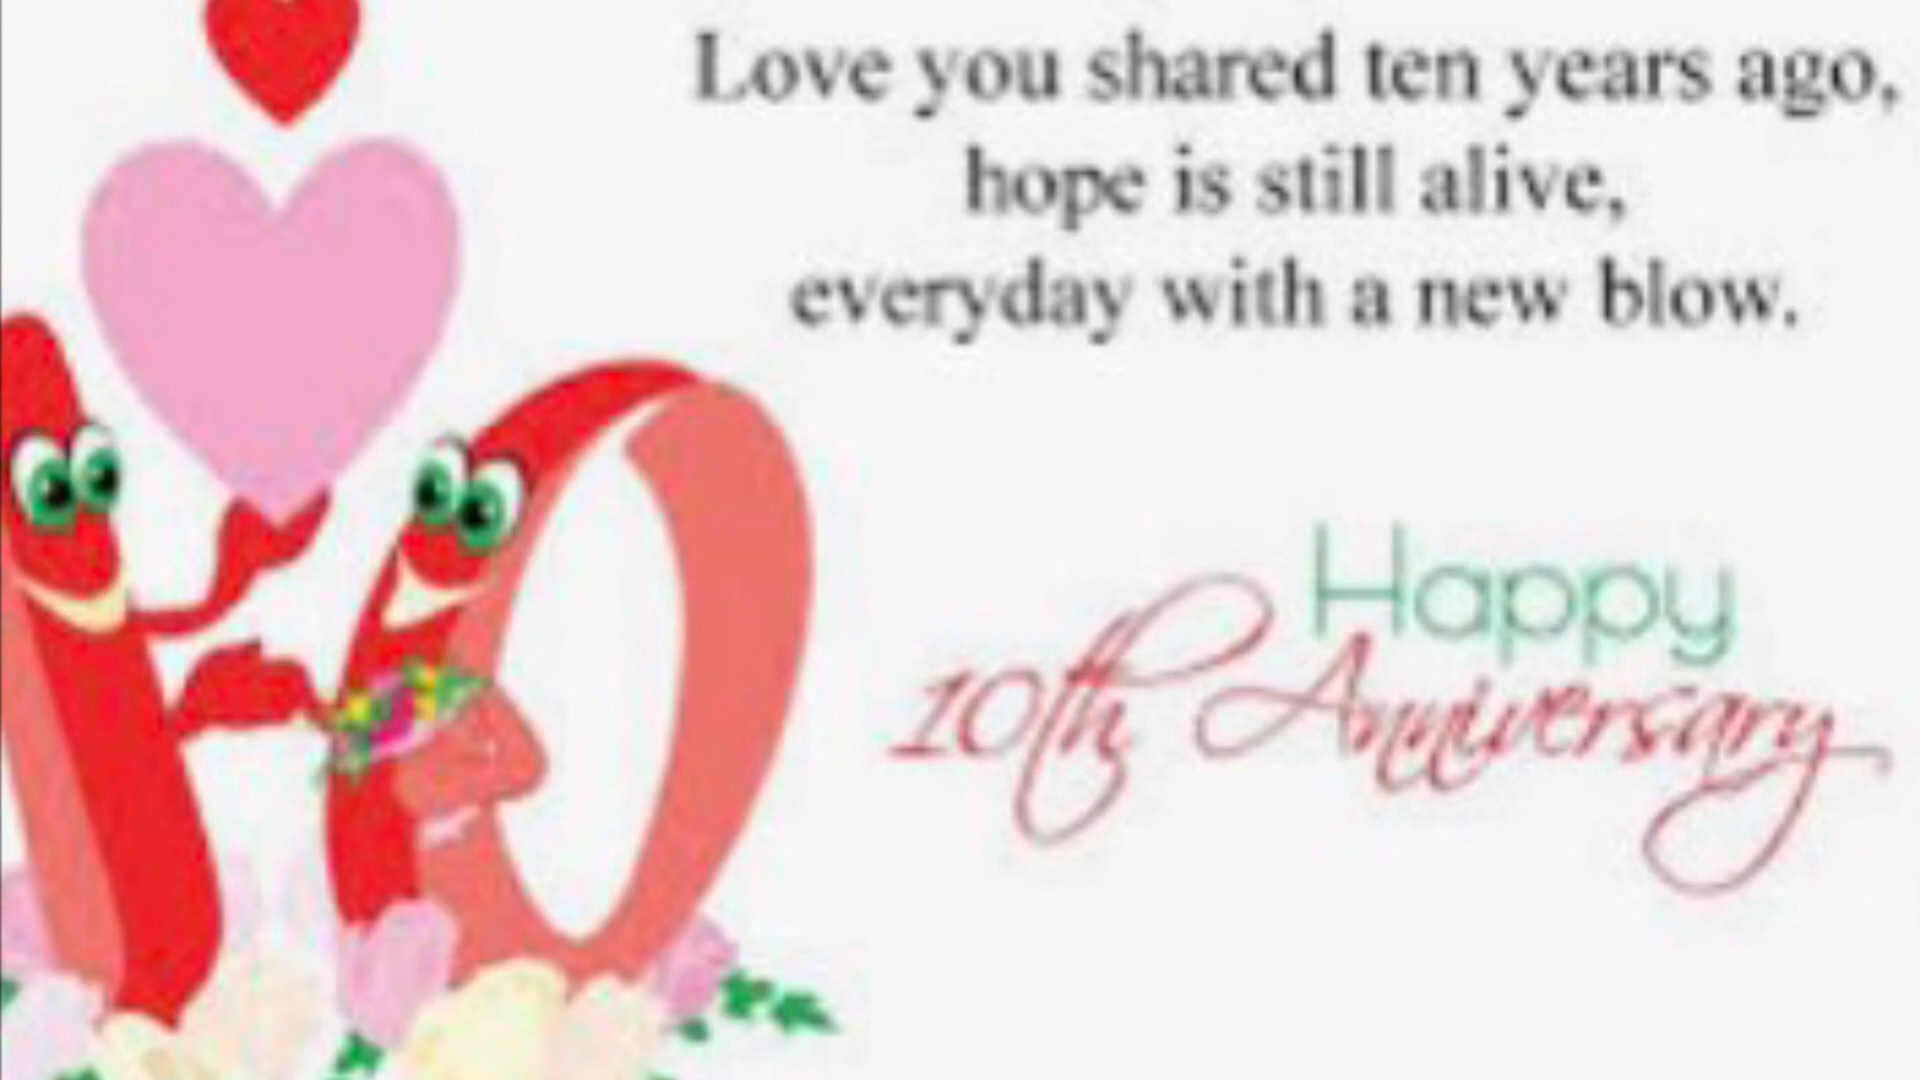 Love you shared ten years ago,
hope is still alive,
everyday with a new blow.
Happy
10th Anniversary